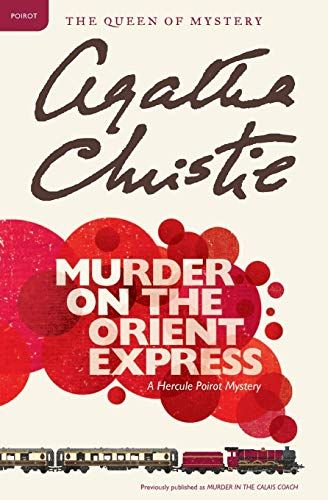 POIROT
THE QUEEN OF MYSTERY
Agatha
Christie
MURDER
ON THE
ORIENT
EXPRESS
A Hercule Poirot Mystery
Previously published as MURDER IN THE CALAIS COACH